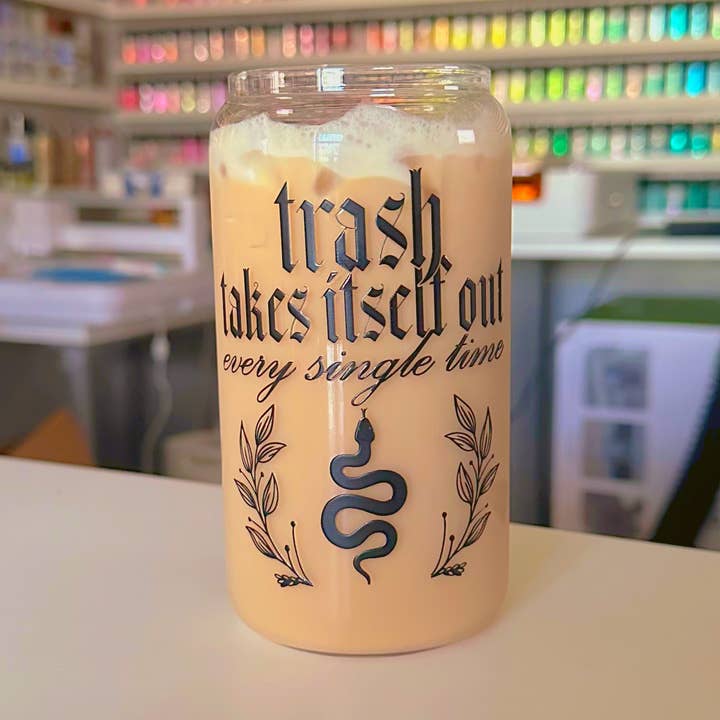 trash
takes itself out
every single time